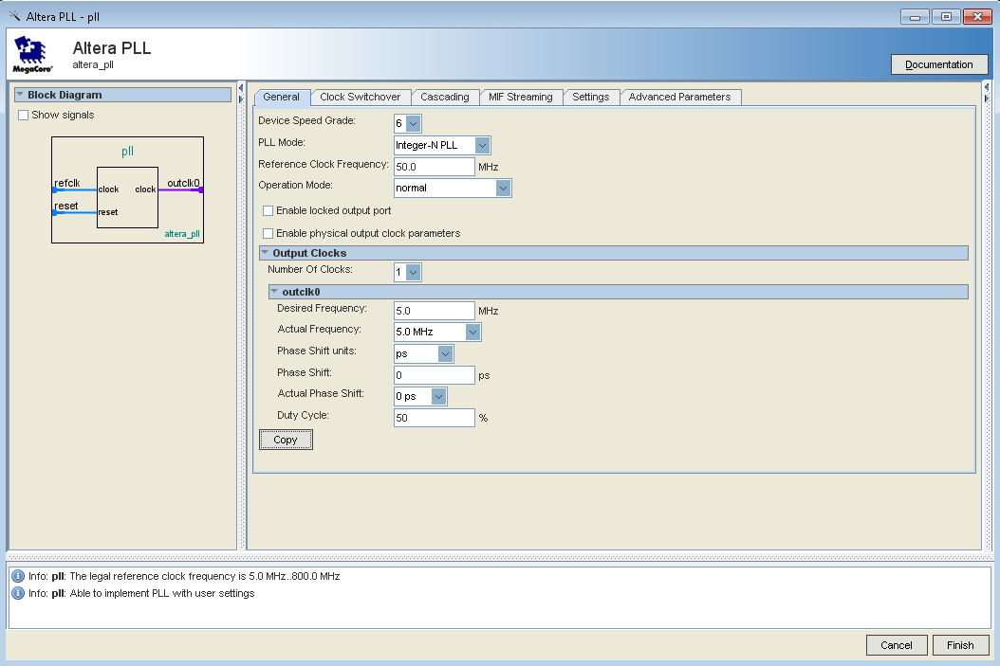 Altera PLL - pll
Altera PLL
altera_pll
MegaCore®
Documentation
Block Diagram
Show signals
pll
refclk
clock
clock
outclk0
reset
reset
altera_pll
General Clock Switchover Cascading MIF Streaming Settings Advanced Parameters
Device Speed Grade: 6
PLL Mode: Integer-N PLL
Reference Clock Frequency: 50.0 MHz
Operation Mode: normal
Enable locked output port
Enable physical output clock parameters
Output Clocks
Number Of Clocks: 1
outclk0
Desired Frequency: 5.0 MHz
Actual Frequency: 5.0 MHz
Phase Shift units: ps
Phase Shift: 0 ps
Actual Phase Shift: 0 ps
Duty Cycle: 50 %
Copy
Info: pll: The legal reference clock frequency is 5.0 MHz..800.0 MHz
Info: pll: Able to implement PLL with user settings
Cancel Finish